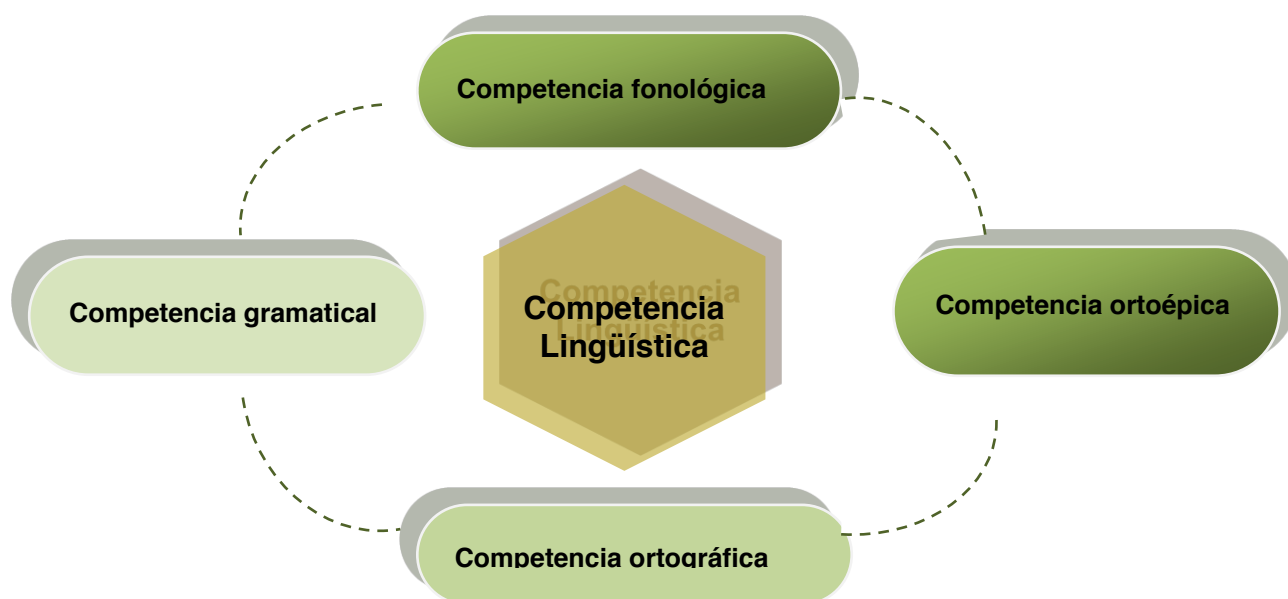 Competencia fonológica
Competencia gramatical
Competencia
Lingüística
Competencia ortoépica
Competencia ortográfica